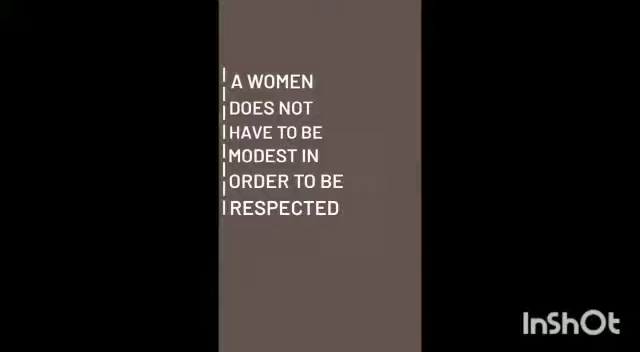 A WOMEN
DOES NOT
HAVE TO BE
MODEST IN
ORDER TO BE
RESPECTED
InShOt